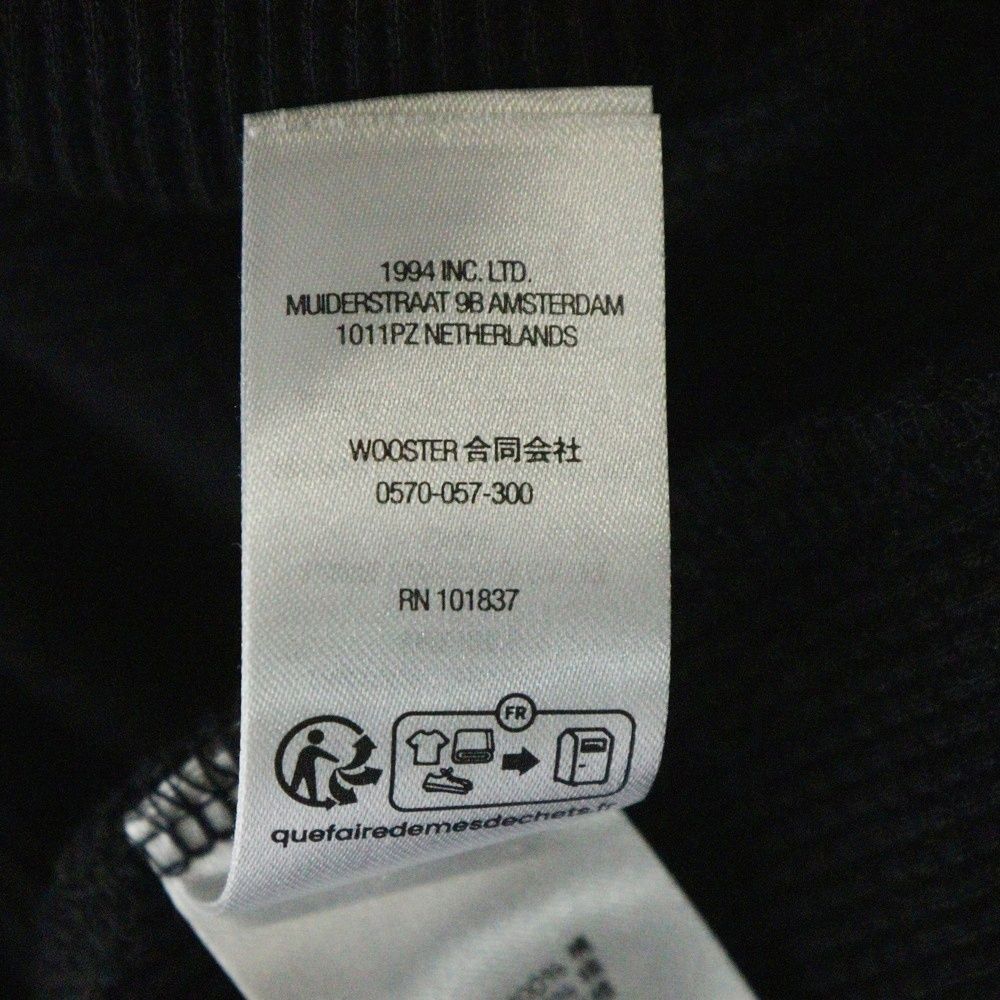 1994 INC. LTD.
MUIDERSTRAAT 9B AMSTERDAM
1011PZ NETHERLANDS
WOOSTER 合同会社
0570-057-300
RN 101837
FR
quefairedemesdechets.fr